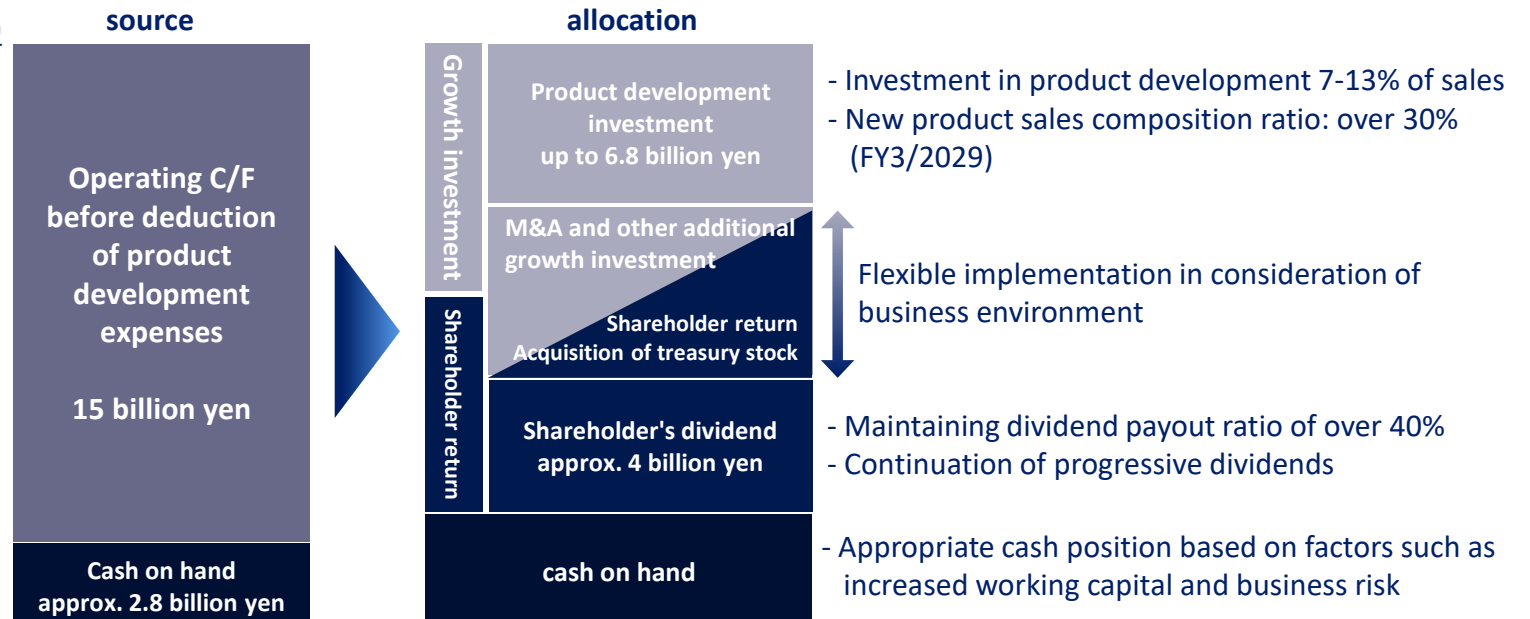 source
Operating C/F
before deduction
of product
development
expenses
15 billion yen
Cash on hand
approx. 2.8 billion yen
allocation
Growth investment
Product development
investment
up to 6.8 billion yen
- Investment in product development 7-13% of sales
- New product sales composition ratio: over 30%
(FY3/2029)
M&A and other additional
growth investment
Shareholder return
Acquisition of treasury stock
Flexible implementation in consideration of
business environment
Shareholder return
Shareholder's dividend
approx. 4 billion yen
- Maintaining dividend payout ratio of over 40%
- Continuation of progressive dividends
cash on hand
- Appropriate cash position based on factors such as
increased working capital and business risk